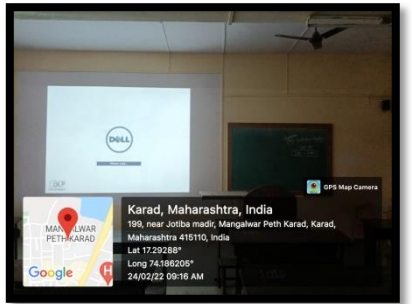 DELL
DLP
GPS Map Camera
MANGALWAR
PETH KARAD
Google
H
Karad, Maharashtra, India
199, near Jotiba madir, Mangalwar Peth Karad, Karad,
Maharashtra 415110, India
Lat 17.29288°
Long 74.186205°
24/02/22 09:16 AM